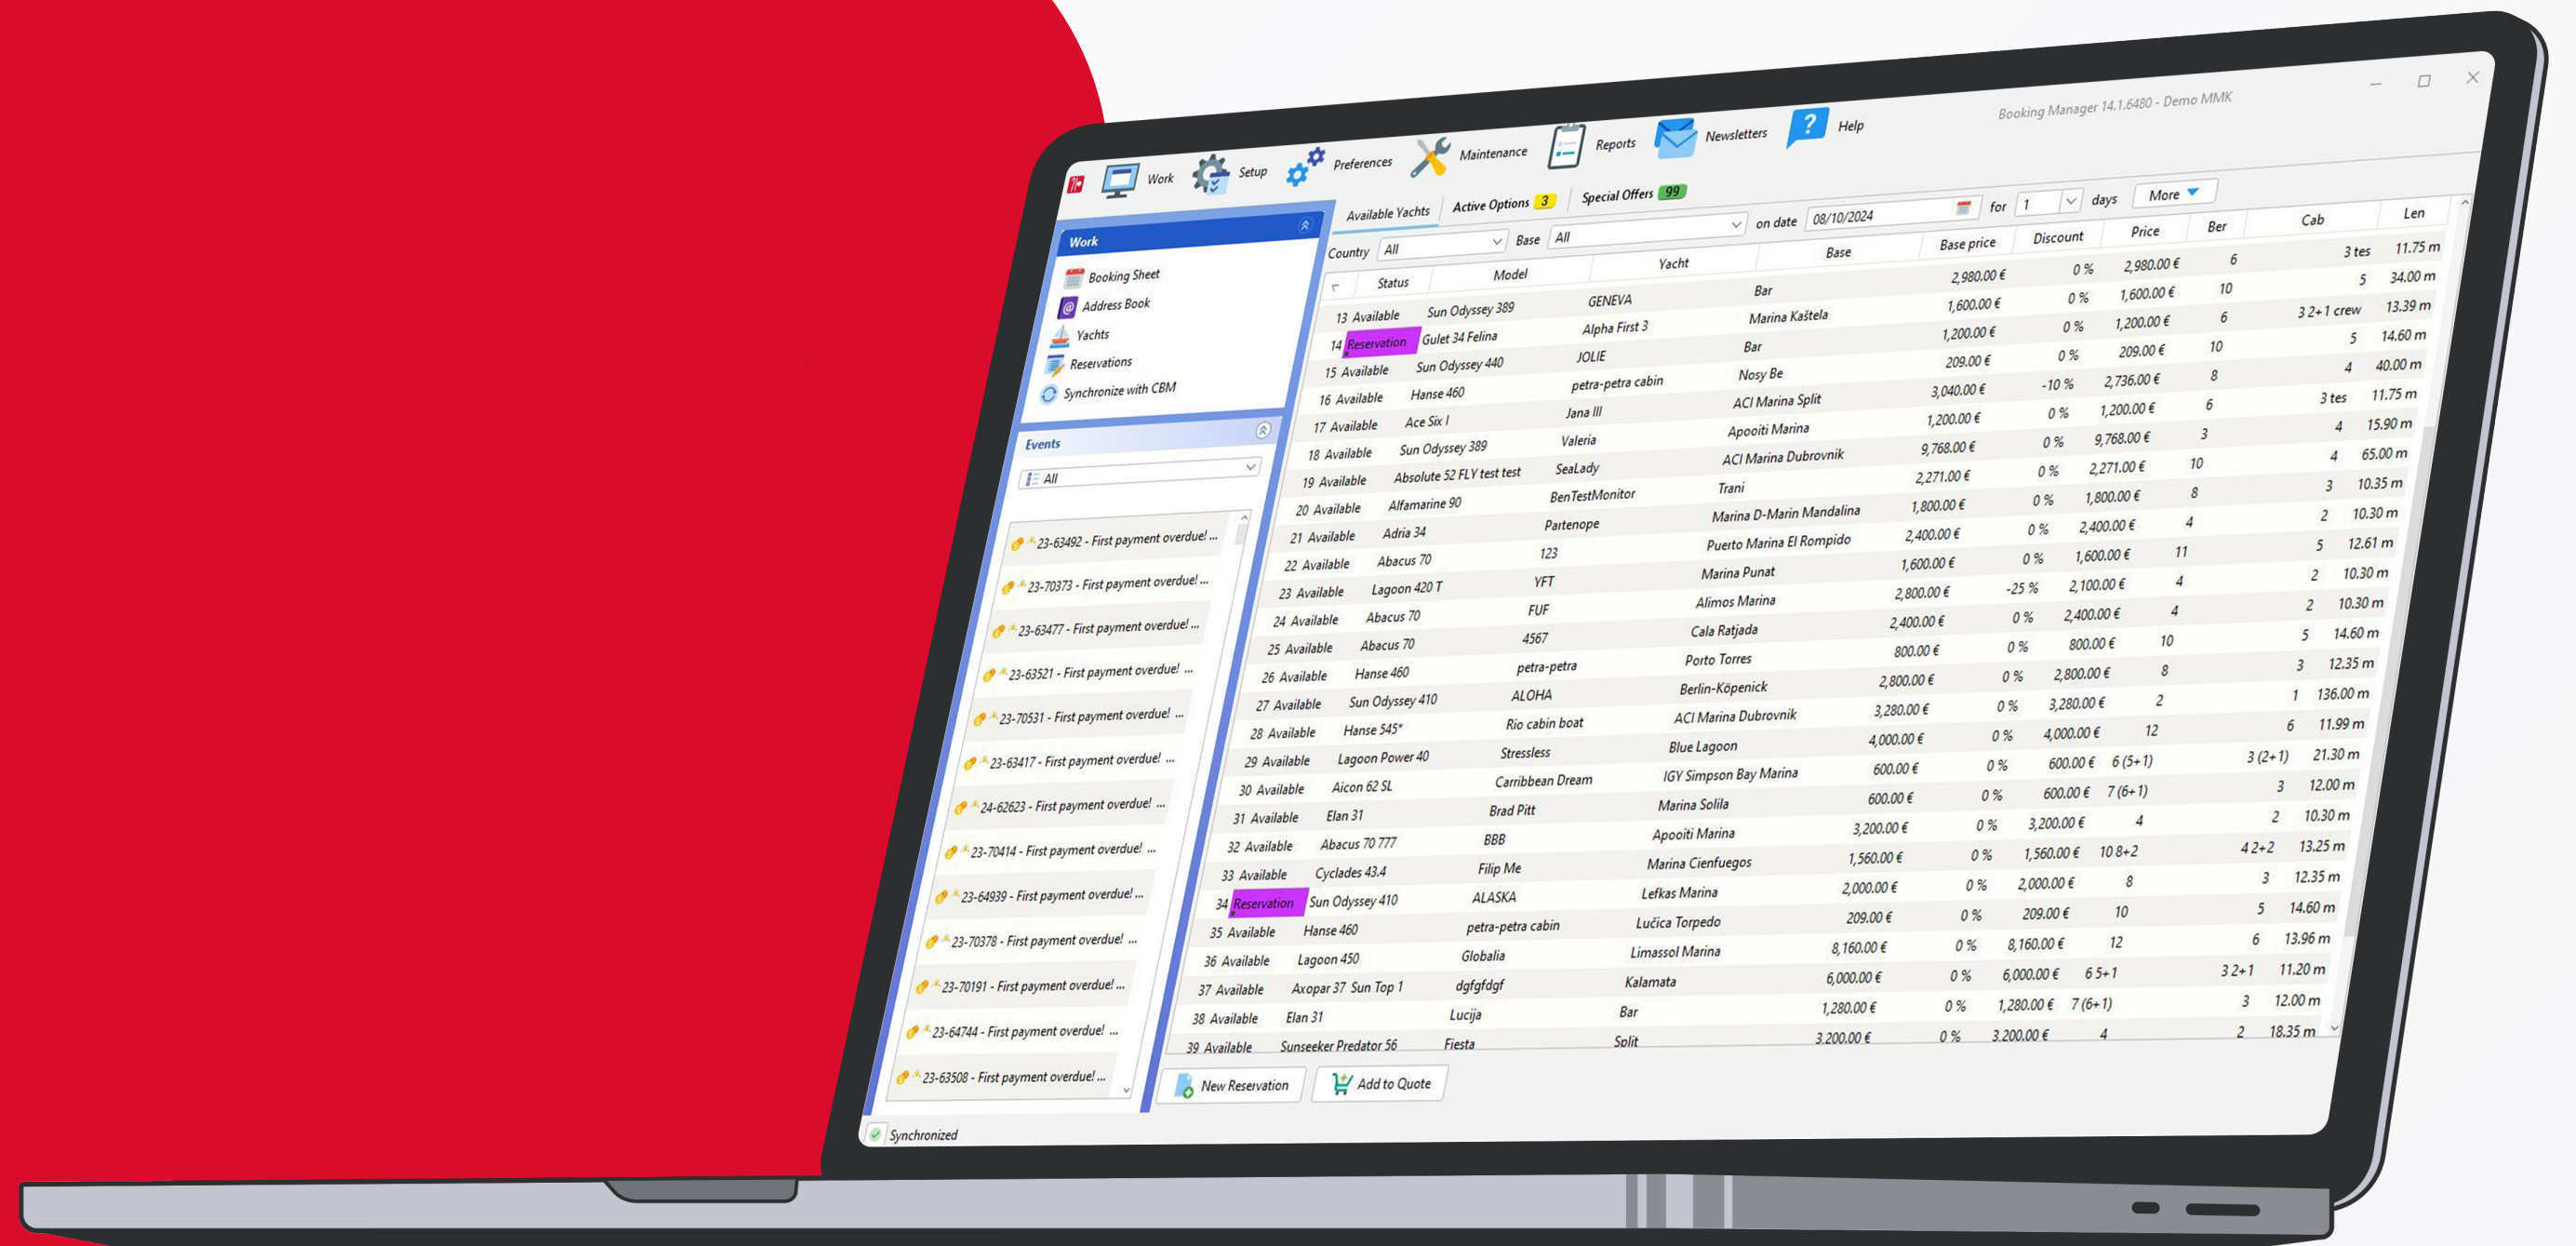 Booking Manager 14.1.6480 - Demo MMK
Work Setup Preferences Maintenance Reports Newsletters Help
Work
Booking Sheet
Address Book
Yachts
Reservations
Synchronize with CBM
Events
All
23-63492 - First payment overdue! ...
23-70373 - First payment overdue! ...
23-63477 - First payment overdue! ...
23-63521 - First payment overdue! ...
23-70531 - First payment overdue! ...
23-63417 - First payment overdue! ...
24-62623 - First payment overdue! ...
23-70414 - First payment overdue! ...
23-64939 - First payment overdue! ...
23-70378 - First payment overdue! ...
23-70191 - First payment overdue! ...
23-64744 - First payment overdue! ...
23-63508 - First payment overdue! ...
Available Yachts Active Options 3 Special Offers 99
Country All Base All on date 08/10/2024 for 1 days More
Status Model Yacht Base Base price Discount Price Ber Cab Len
13 Available Sun Odyssey 389 GENEVA Bar 2,980.00 € 0 % 2,980.00 € 6 3 tes 11.75 m
14 Reservation Gulet 34 Felina Alpha First 3 Marina Kaštela 1,600.00 € 0 % 1,600.00 € 10 5 34.00 m
15 Available Sun Odyssey 440 JOLIE Bar 1,200.00 € 0 % 1,200.00 € 6 3 2+1 crew 13.39 m
16 Available Hanse 460 petra-petra cabin Nosy Be 209.00 € 0 % 209.00 € 10 5 14.60 m
17 Available Ace Six I Jana III ACI Marina Split 3,040.00 € -10 % 2,736.00 € 8 4 40.00 m
18 Available Sun Odyssey 389 Valeria Apooiti Marina 1,200.00 € 0 % 1,200.00 € 6 3 tes 11.75 m
19 Available Absolute 52 FLY test test SeaLady ACI Marina Dubrovnik 9,768.00 € 0 % 9,768.00 € 3 4 15.90 m
20 Available Alfamarine 90 BenTestMonitor Trani 2,271.00 € 0 % 2,271.00 € 10 4 65.00 m
21 Available Adria 34 Partenope Marina D-Marin Mandalina 1,800.00 € 0 % 1,800.00 € 8 3 10.35 m
22 Available Abacus 70 123 Puerto Marina El Rompido 2,400.00 € 0 % 2,400.00 € 4 2 10.30 m
23 Available Lagoon 420 T YFT Marina Punat 1,600.00 € 0 % 1,600.00 € 11 5 12.61 m
24 Available Abacus 70 FUF Alimos Marina 2,800.00 € -25 % 2,100.00 € 4 2 10.30 m
25 Available Abacus 70 4567 Cala Ratjada 2,400.00 € 0 % 2,400.00 € 4 2 10.30 m
26 Available Hanse 460 petra-petra Porto Torres 800.00 € 0 % 800.00 € 10 5 14.60 m
27 Available Sun Odyssey 410 ALOHA Berlin-Köpenick 2,800.00 € 0 % 2,800.00 € 8 3 12.35 m
28 Available Hanse 545* Rio cabin boat ACI Marina Dubrovnik 3,280.00 € 0 % 3,280.00 € 2 1 136.00 m
29 Available Lagoon Power 40 Stressless Blue Lagoon 4,000.00 € 0 % 4,000.00 € 12 6 11.99 m
30 Available Aicon 62 SL Carribbean Dream IGY Simpson Bay Marina 600.00 € 0 % 600.00 € 6 (5+1) 3 (2+1) 21.30 m
31 Available Elan 31 Brad Pitt Marina Solila 600.00 € 0 % 600.00 € 7 (6+1) 3 12.00 m
32 Available Abacus 70 777 BBB Apooiti Marina 3,200.00 € 0 % 3,200.00 € 4 2 10.30 m
33 Available Cyclades 43.4 Filip Me Marina Cienfuegos 1,560.00 € 0 % 1,560.00 € 10 8+2 4 2+2 13.25 m
34 Reservation Sun Odyssey 410 ALASKA Lefkas Marina 2,000.00 € 0 % 2,000.00 € 8 3 12.35 m
35 Available Hanse 460 petra-petra cabin Lučica Torpedo 209.00 € 0 % 209.00 € 10 5 14.60 m
36 Available Lagoon 450 Globalia Limassol Marina 8,160.00 € 0 % 8,160.00 € 12 6 13.96 m
37 Available Axopar 37 Sun Top 1 dgfgfdgf Kalamata 6,000.00 € 0 % 6,000.00 € 6 5+1 3 2+1 11.20 m
38 Available Elan 31 Lucija Bar 1,280.00 € 0 % 1,280.00 € 7 (6+1) 3 12.00 m
39 Available Sunseeker Predator 56 Fiesta Split 3.200.00 € 0 % 3.200.00 € 4 2 18.35 m
New Reservation Add to Quote
Synchronized